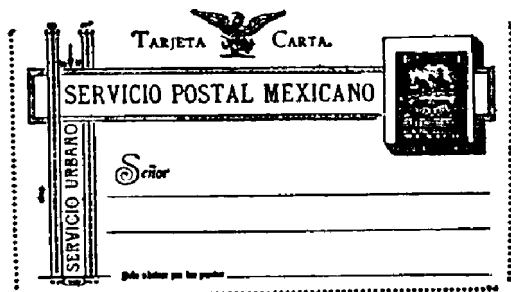 TARJETA CARTA.
SERVICIO POSTAL MEXICANO
SERVICIO URBANO
Señor